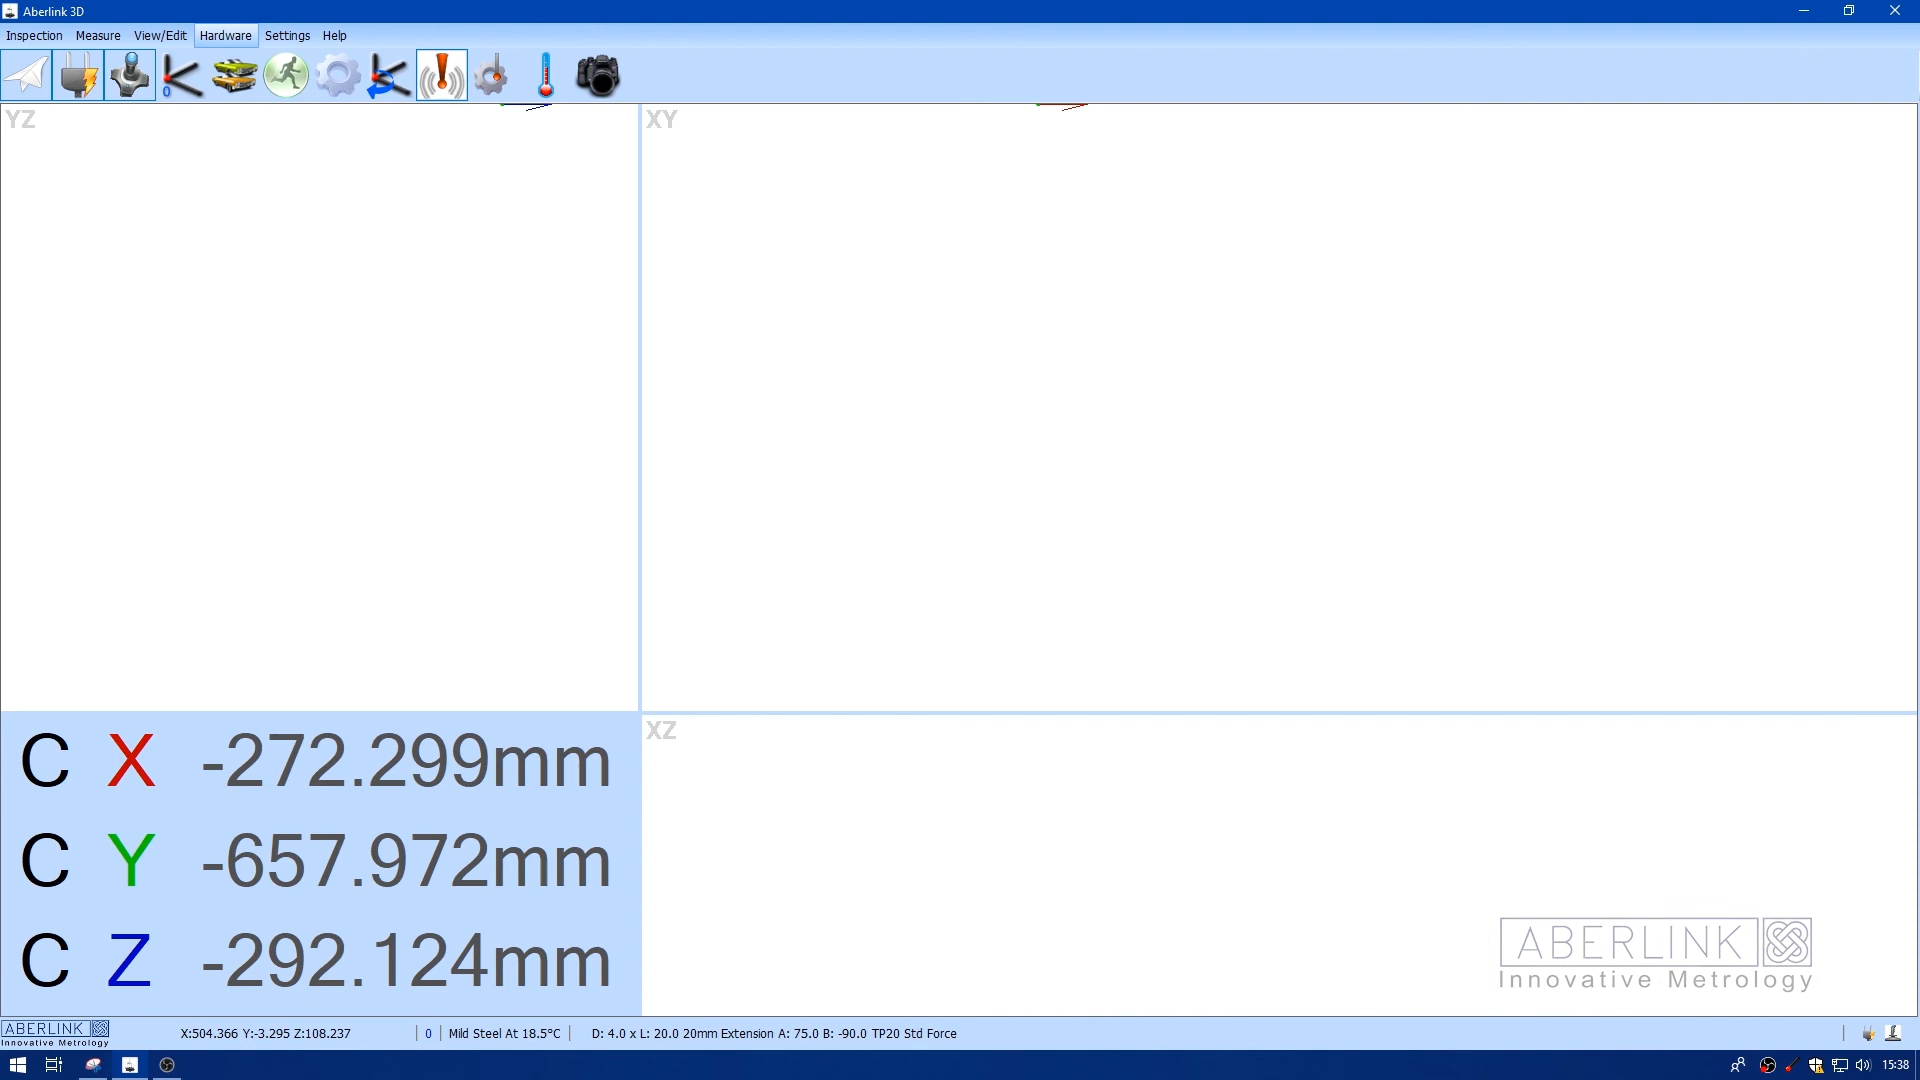 Aberlink 3D
Inspection Measure View/Edit Hardware Settings Help
0
YZ
XY
C X -272.299mm
C Y -657.972mm
C Z -292.124mm
XZ
ABERLINK
Innovative Metrology
ABERLINK
Innovative Metrology
X:504.366 Y:-3.295 Z:108.237
0
Mild Steel At 18.5°C
D: 4.0 x L: 20.0 20mm Extension A: 75.0 B: -90.0 TP20 Std Force
15:38